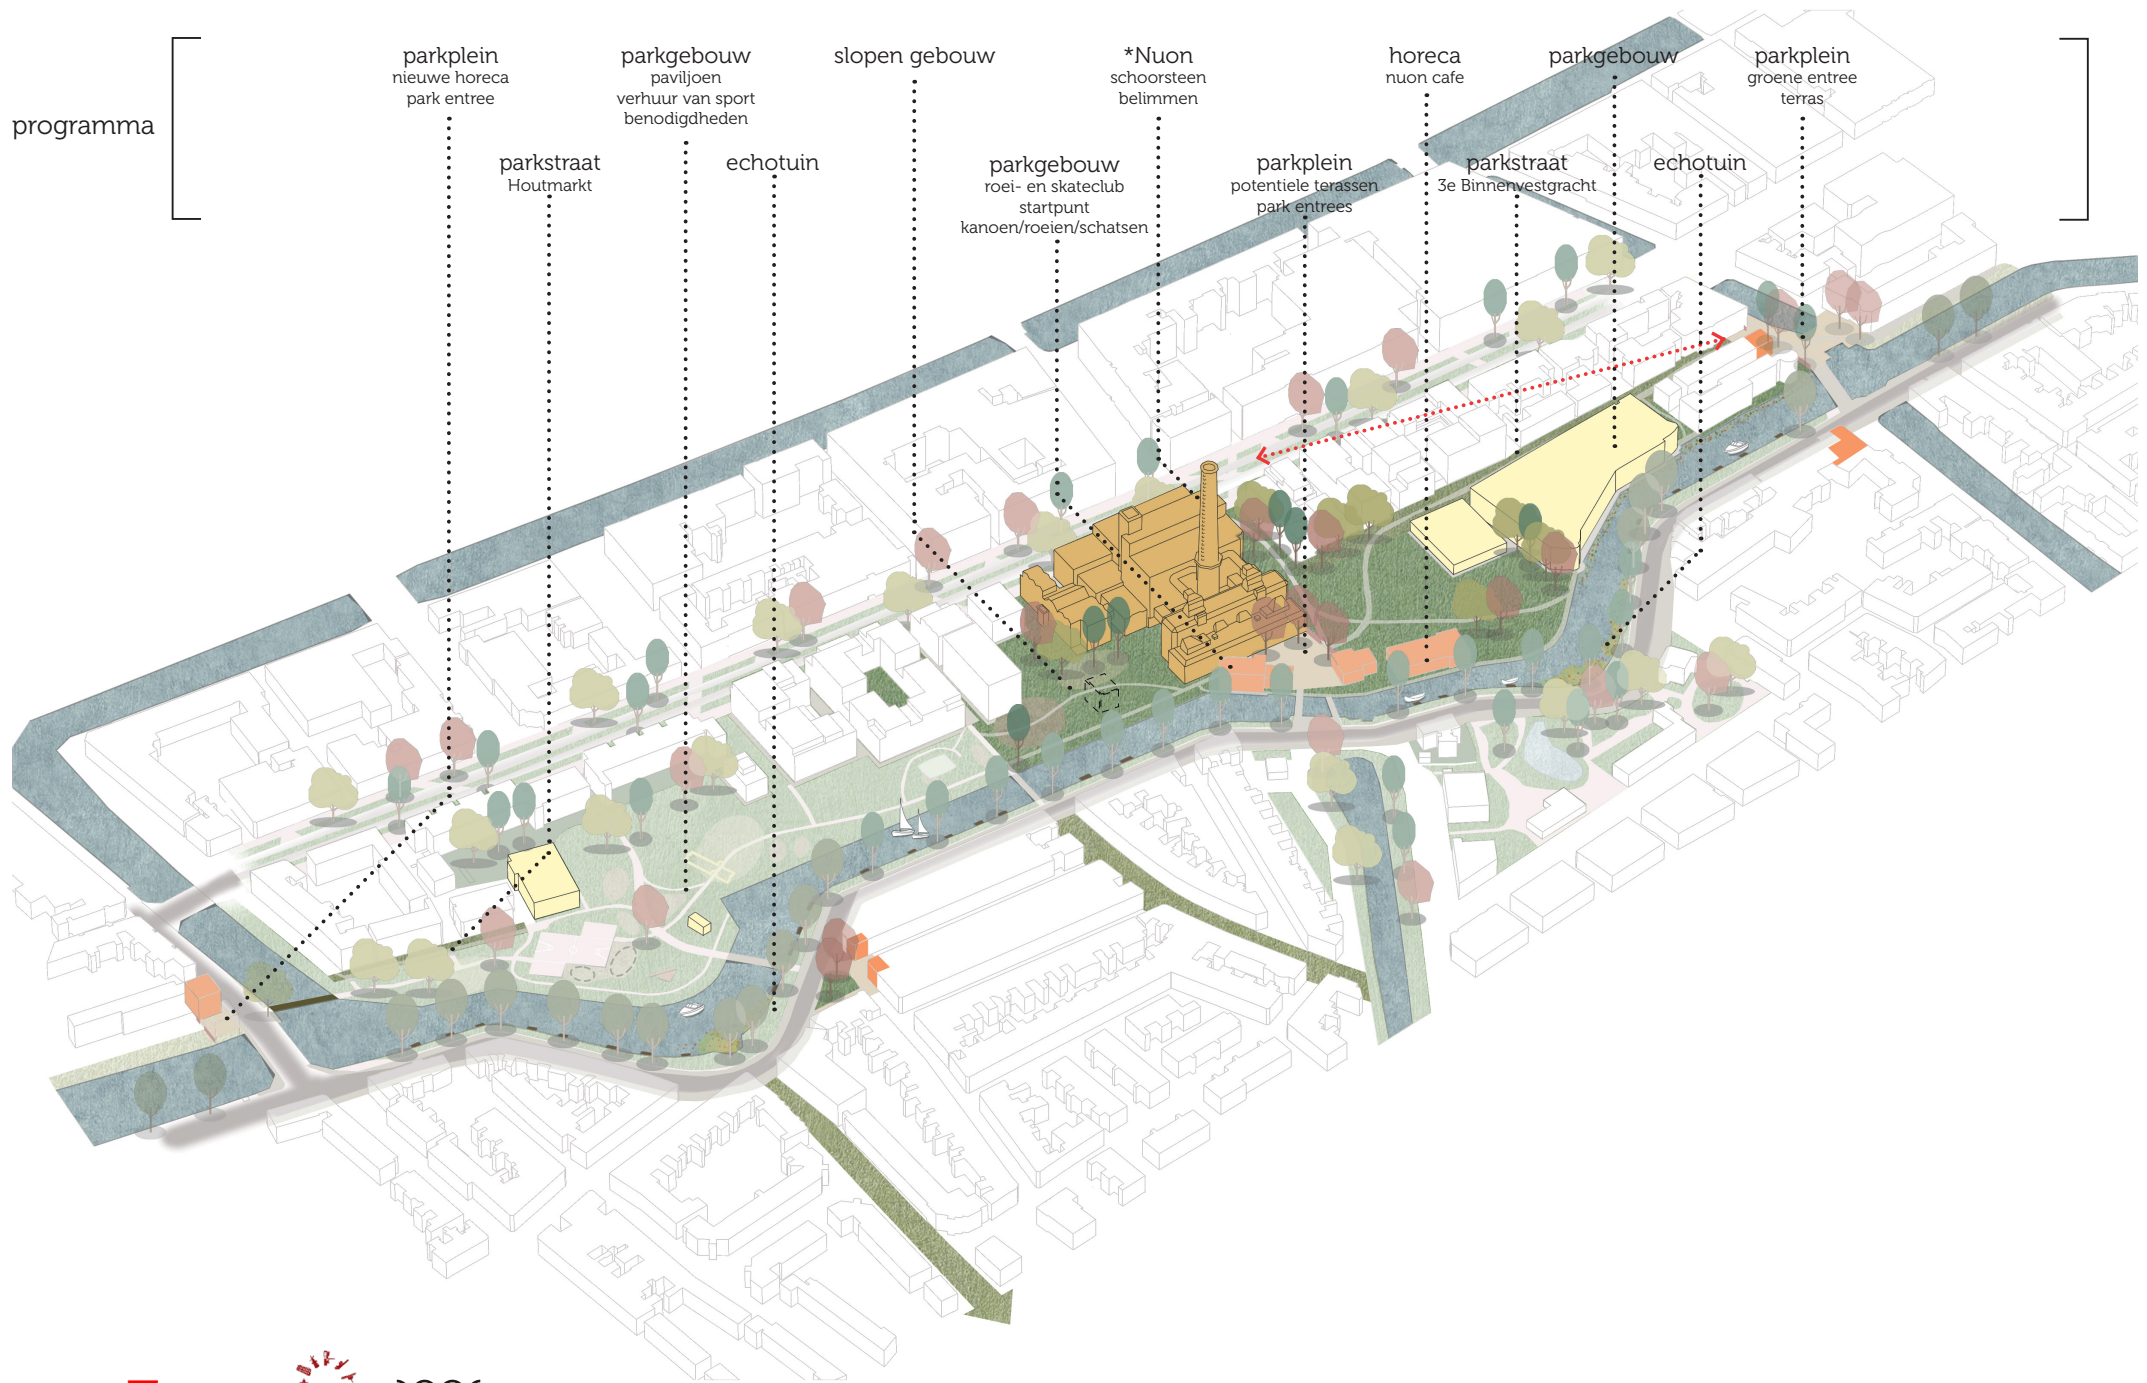 programma
parkplein
nieuwe horeca
park entree
parkgebouw
paviljoen
verhuur van sport
benodigdheden
slopen gebouw
*Nuon
schoorsteen
belimmen
horeca
nuon cafe
parkgebouw
parkplein
groene entree
terras
parkstraat
Houtmarkt
echotuin
parkgebouw
roei- en skateclub
startpunt
kanoen/roeien/schatsen
parkplein
potentiele terassen
park entrees
parkstraat
3e Binnenvestgracht
echotuin